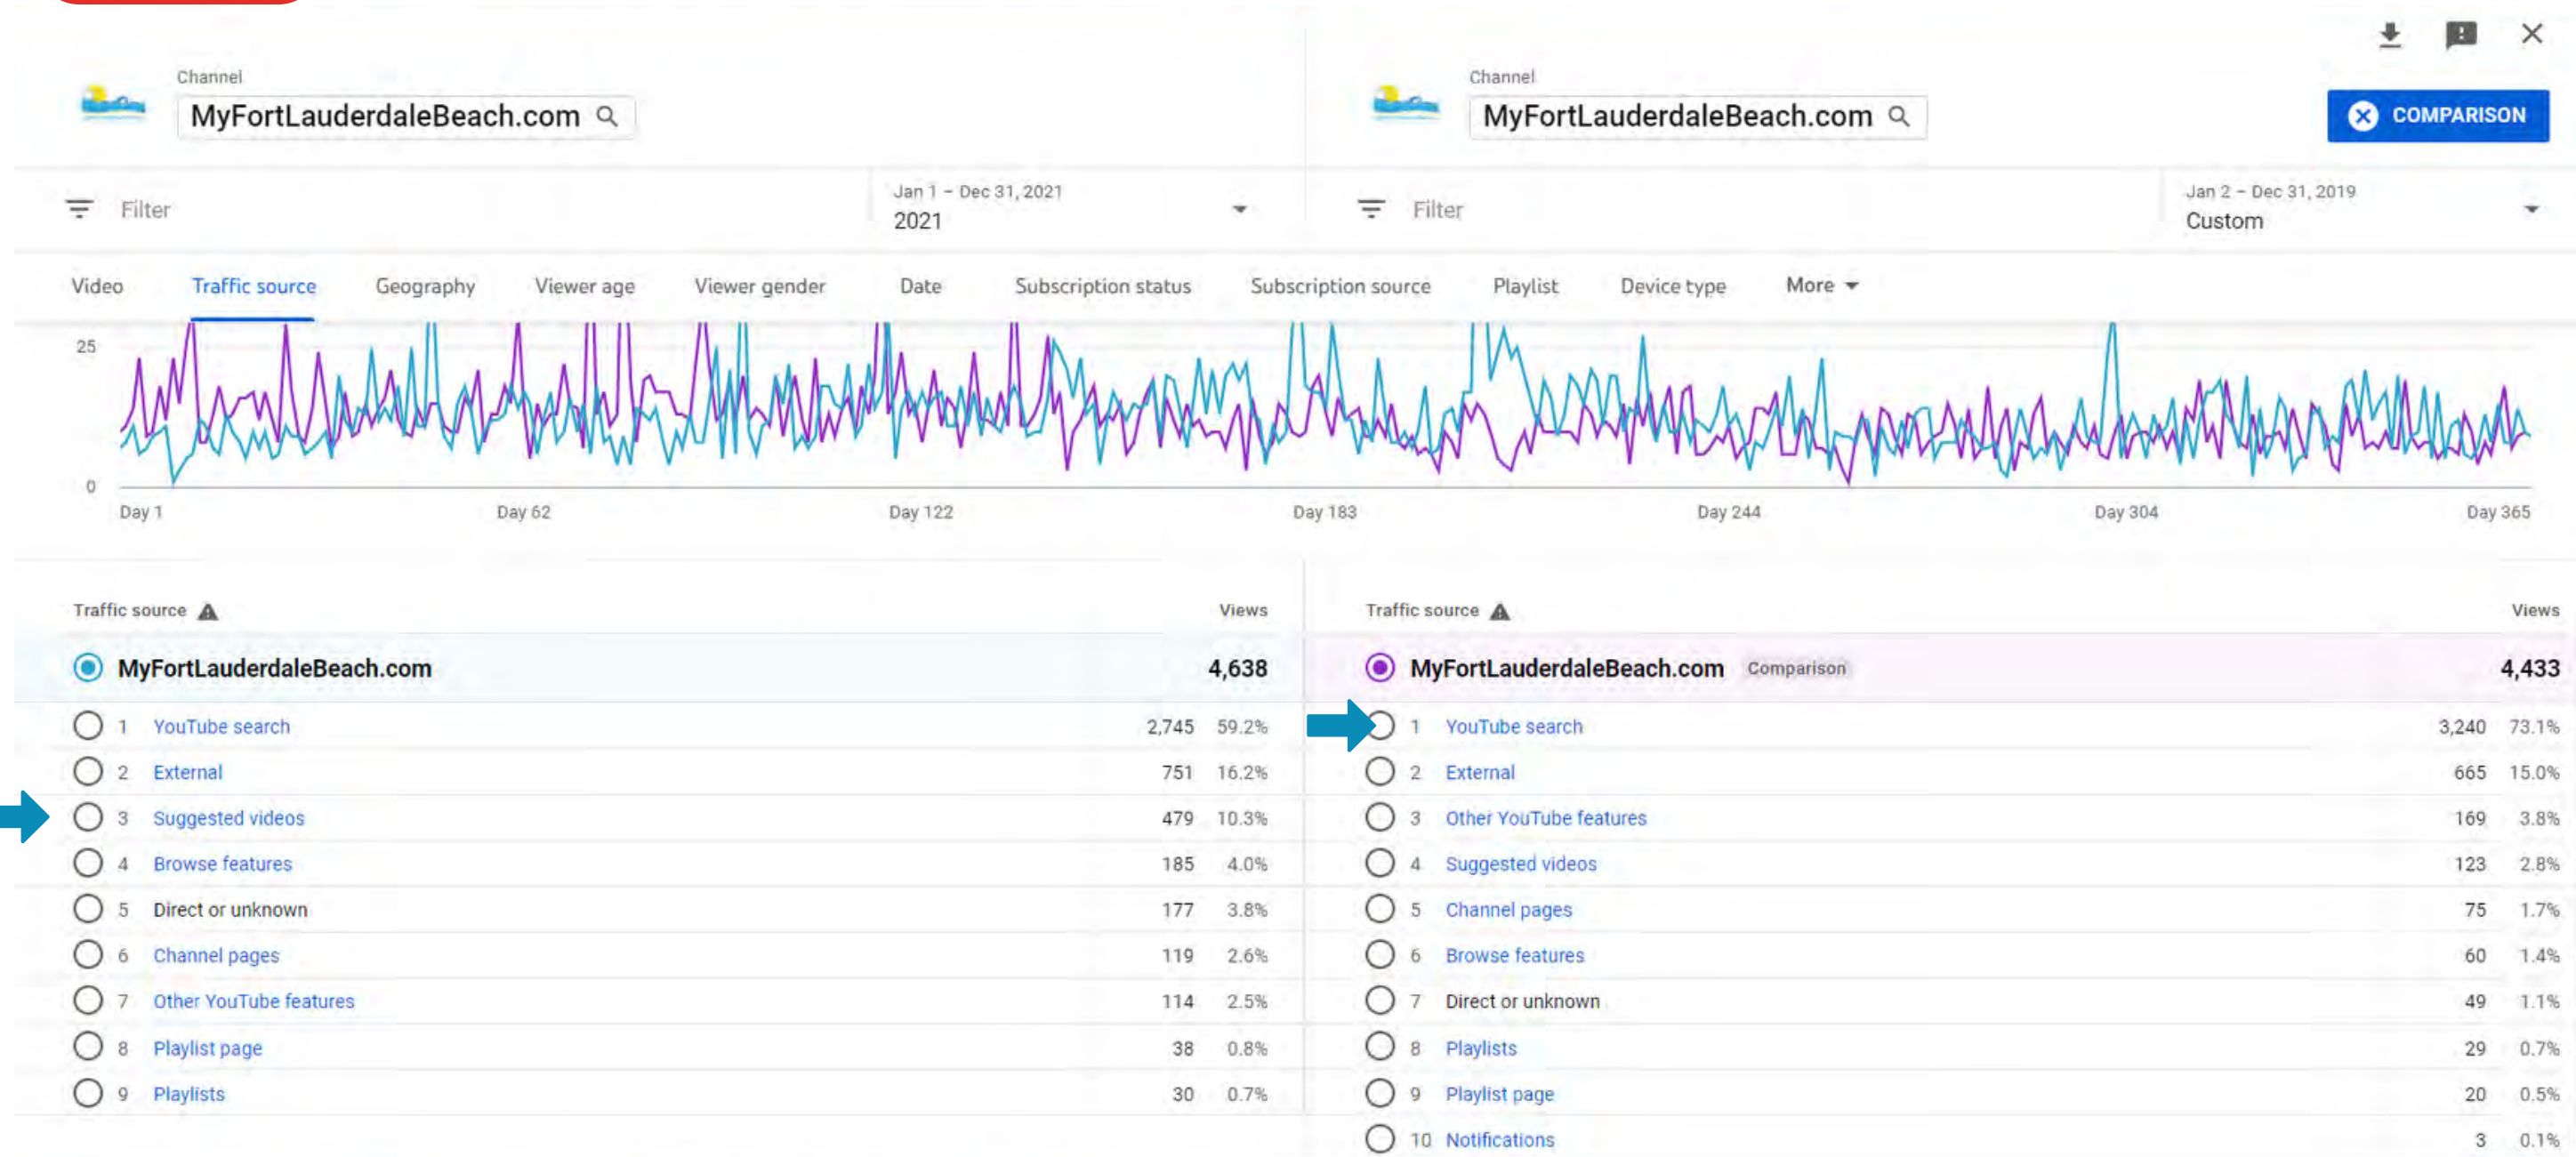 Channel
MyFortLauderdaleBeach.com
Channel
MyFortLauderdaleBeach.com
COMPARISON
Filter
Jan 1 – Dec 31, 2021
2021
Filter
Jan 2 – Dec 31, 2019
Custom
Video Traffic source Geography Viewer age Viewer gender Date Subscription status Subscription source Playlist Device type More
25
0
Day 1 Day 62 Day 122 Day 183 Day 244 Day 304 Day 365
Traffic source Views
MyFortLauderdaleBeach.com 4,638
1 YouTube search 2,745 59.2%
2 External 751 16.2%
3 Suggested videos 479 10.3%
4 Browse features 185 4.0%
5 Direct or unknown 177 3.8%
6 Channel pages 119 2.6%
7 Other YouTube features 114 2.5%
8 Playlist page 38 0.8%
9 Playlists 30 0.7%
Traffic source Views
MyFortLauderdaleBeach.com Comparison 4,433
1 YouTube search 3,240 73.1%
2 External 665 15.0%
3 Other YouTube features 169 3.8%
4 Suggested videos 123 2.8%
5 Channel pages 75 1.7%
6 Browse features 60 1.4%
7 Direct or unknown 49 1.1%
8 Playlists 29 0.7%
9 Playlist page 20 0.5%
10 Notifications 3 0.1%